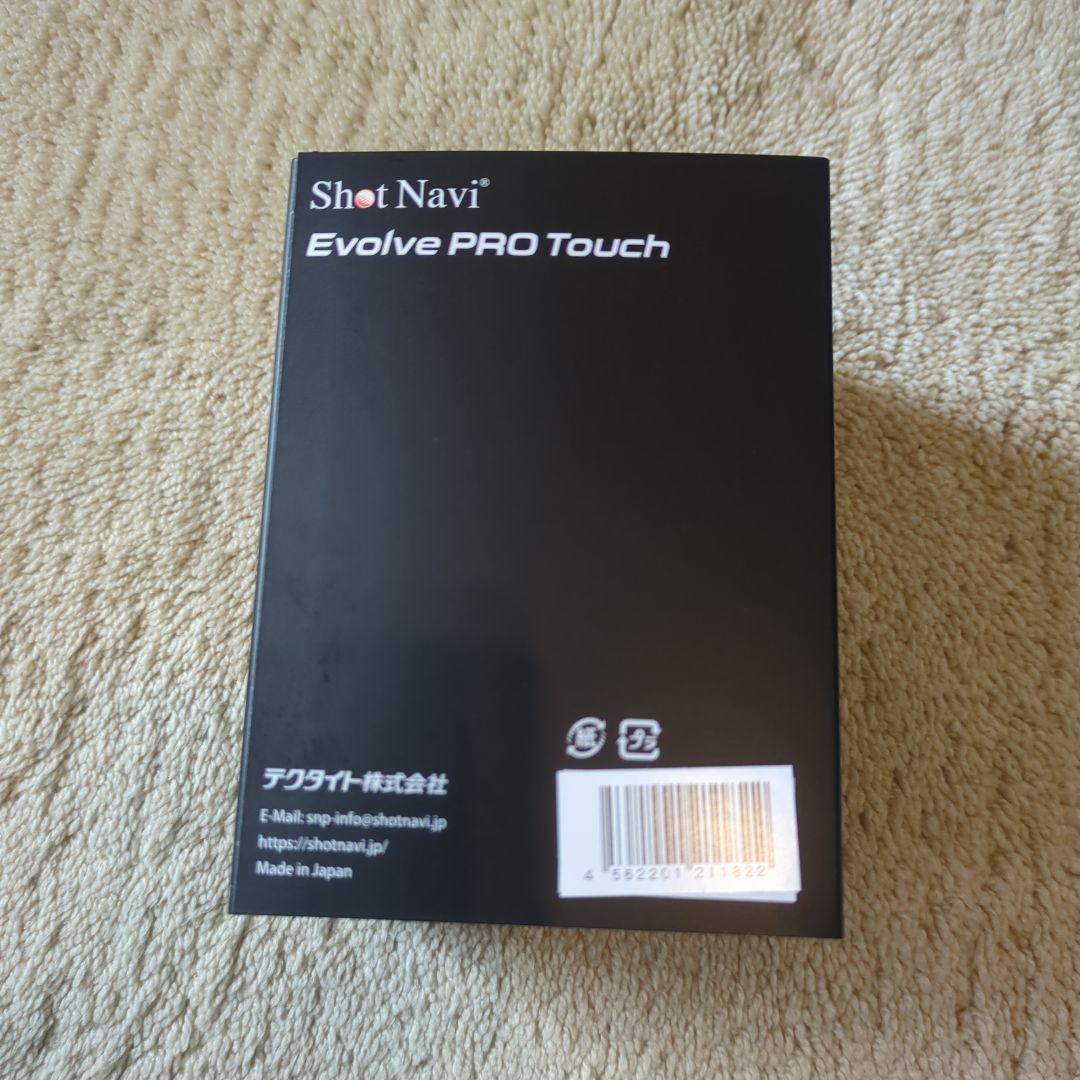 Shot Navi®
Evolve PRO Touch
紙
プラ
テクタイト株式会社
E-Mail: snp-info@shotnavi.jp
https://shotnavi.jp/
Made in Japan
4 562201 211822